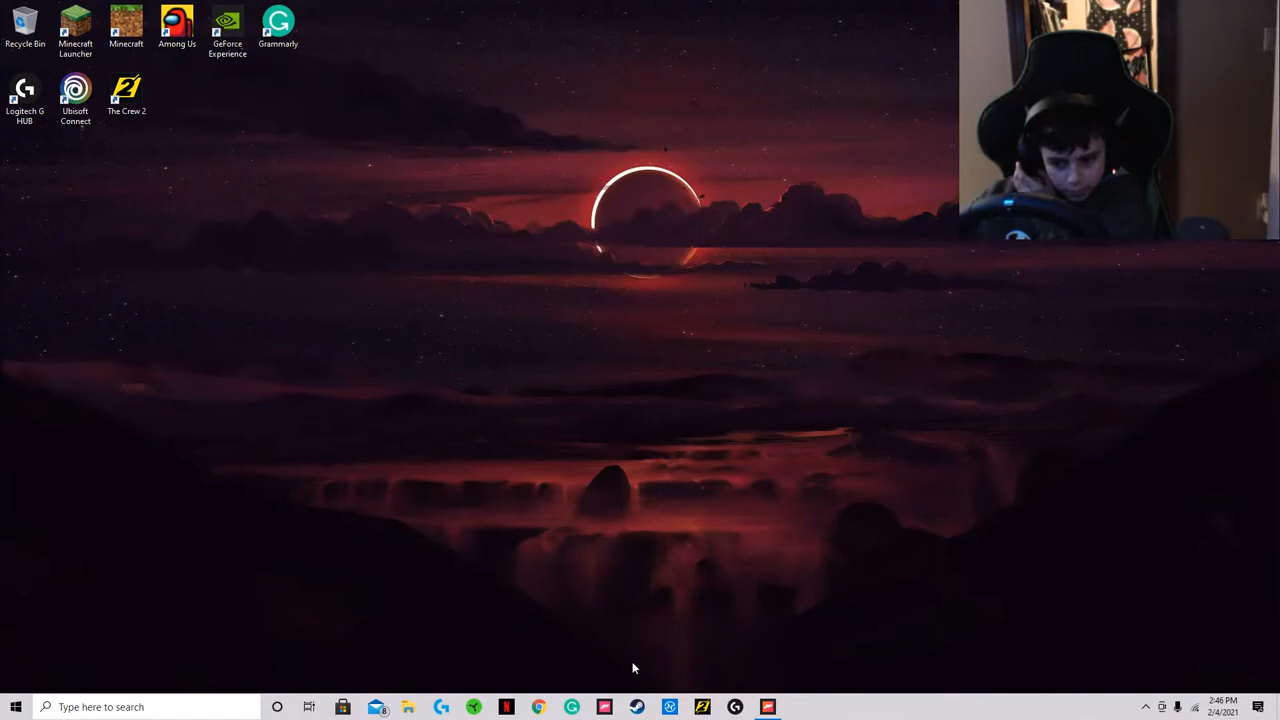 Recycle Bin
Minecraft Launcher
Minecraft
Among Us
GeForce Experience
Grammarly
Logitech G HUB
Ubisoft Connect
The Crew 2
Type here to search
8
2:46 PM
2/4/2021